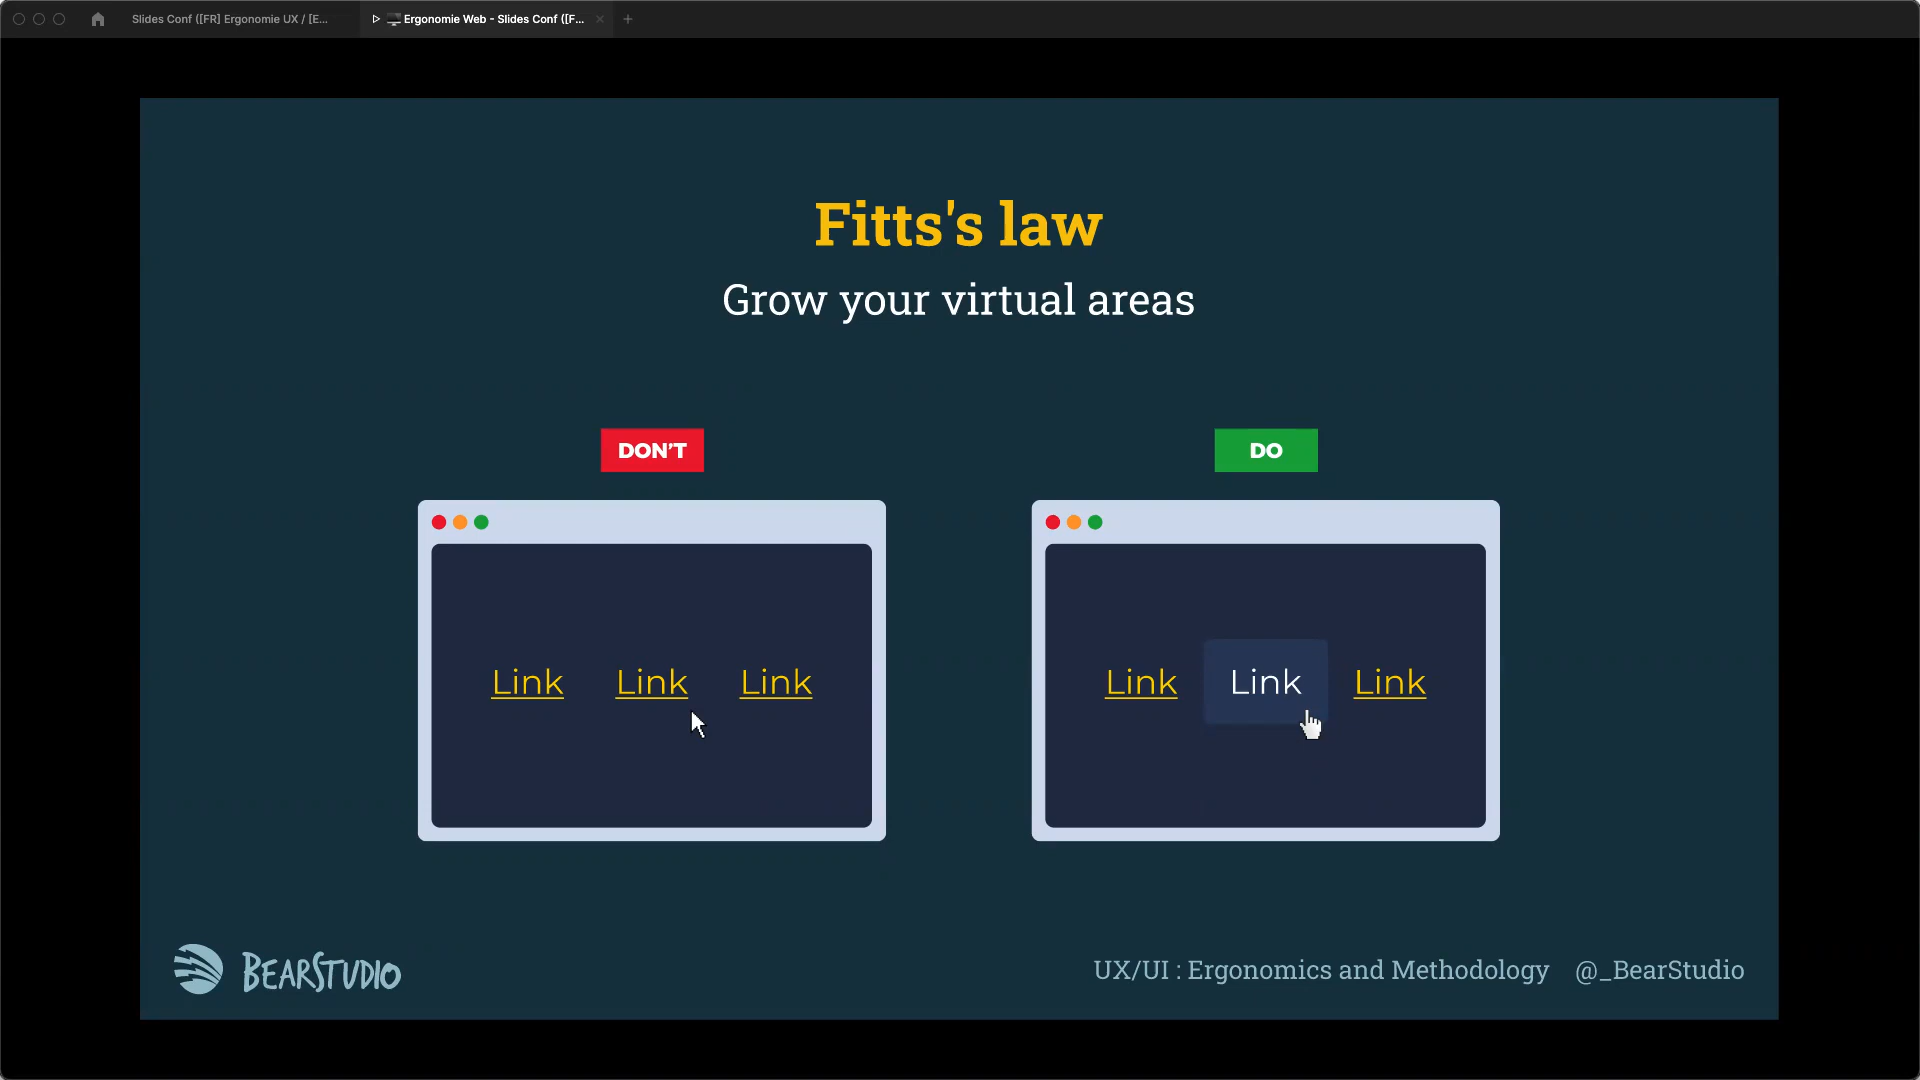 Slides Conf ([FR] Ergonomie UX / [E...
Ergonomie Web - Slides Conf ([F...
Fitts's law
Grow your virtual areas
DON'T
DO
Link Link Link
Link Link Link
BEARSTUDIO
UX/UI : Ergonomics and Methodology @_BearStudio